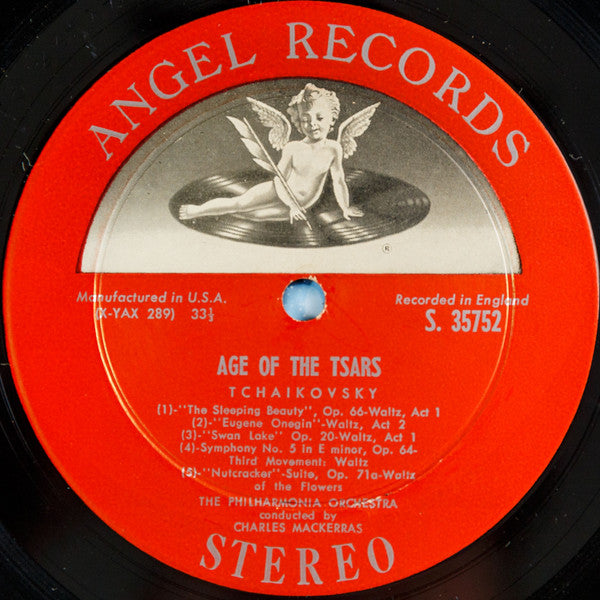 ANGEL RECORDS
®
Manufactured in U.S.A.
(X-YAX 289) 33⅓
Recorded in England
S. 35752
AGE OF THE TSARS
TCHAIKOVSKY
(1)-"The Sleeping Beauty", Op. 66-Waltz, Act 1
(2)-"Eugene Onegin"-Waltz, Act 2
(3)-"Swan Lake" Op. 20-Waltz, Act 1
(4)-Symphony No. 5 in E minor, Op. 64-
Third Movement: Waltz
(5)-"Nutcracker"-Suite, Op. 71a-Waltz
of the Flowers
THE PHILHARMONIA ORCHESTRA
conducted by
CHARLES MACKERRAS
STEREO